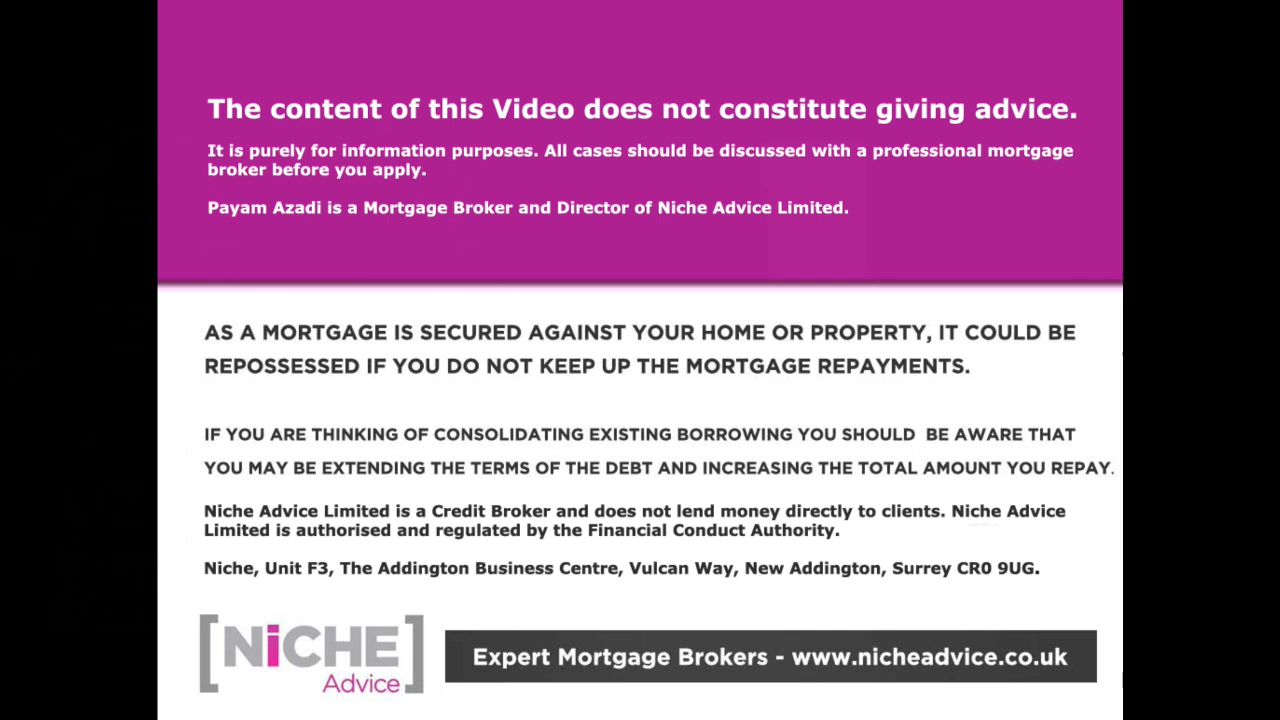 The content of this Video does not constitute giving advice.
It is purely for information purposes. All cases should be discussed with a professional mortgage
broker before you apply.
Payam Azadi is a Mortgage Broker and Director of Niche Advice Limited.
AS A MORTGAGE IS SECURED AGAINST YOUR HOME OR PROPERTY, IT COULD BE
REPOSSESSED IF YOU DO NOT KEEP UP THE MORTGAGE REPAYMENTS.
IF YOU ARE THINKING OF CONSOLIDATING EXISTING BORROWING YOU SHOULD BE AWARE THAT
YOU MAY BE EXTENDING THE TERMS OF THE DEBT AND INCREASING THE TOTAL AMOUNT YOU REPAY.
Niche Advice Limited is a Credit Broker and does not lend money directly to clients. Niche Advice
Limited is authorised and regulated by the Financial Conduct Authority.
Niche, Unit F3, The Addington Business Centre, Vulcan Way, New Addington, Surrey CR0 9UG.
[NiCHE]
Advice
Expert Mortgage Brokers - www.nicheadvice.co.uk